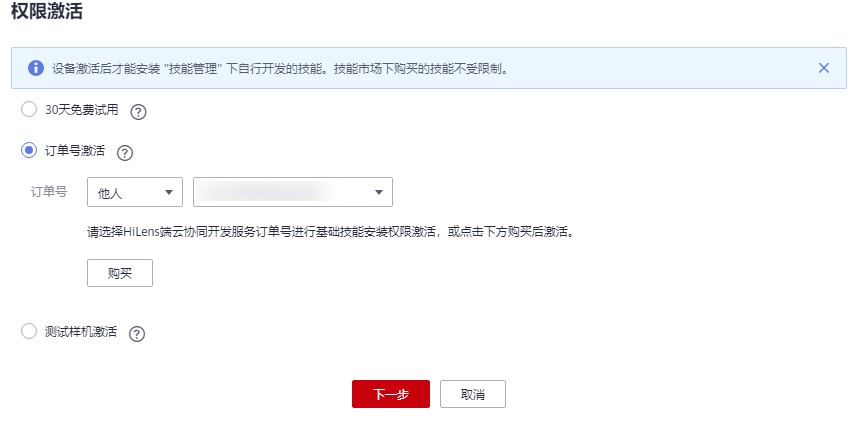 权限激活
设备激活后才能安装 "技能管理" 下自行开发的技能。技能市场下购买的技能不受限制。
30天免费试用
订单号激活
订单号 他人
请选择HiLens端云协同开发服务订单号进行基础技能安装权限激活，或点击下方购买后激活。
购买
测试样机激活
下一步 取消